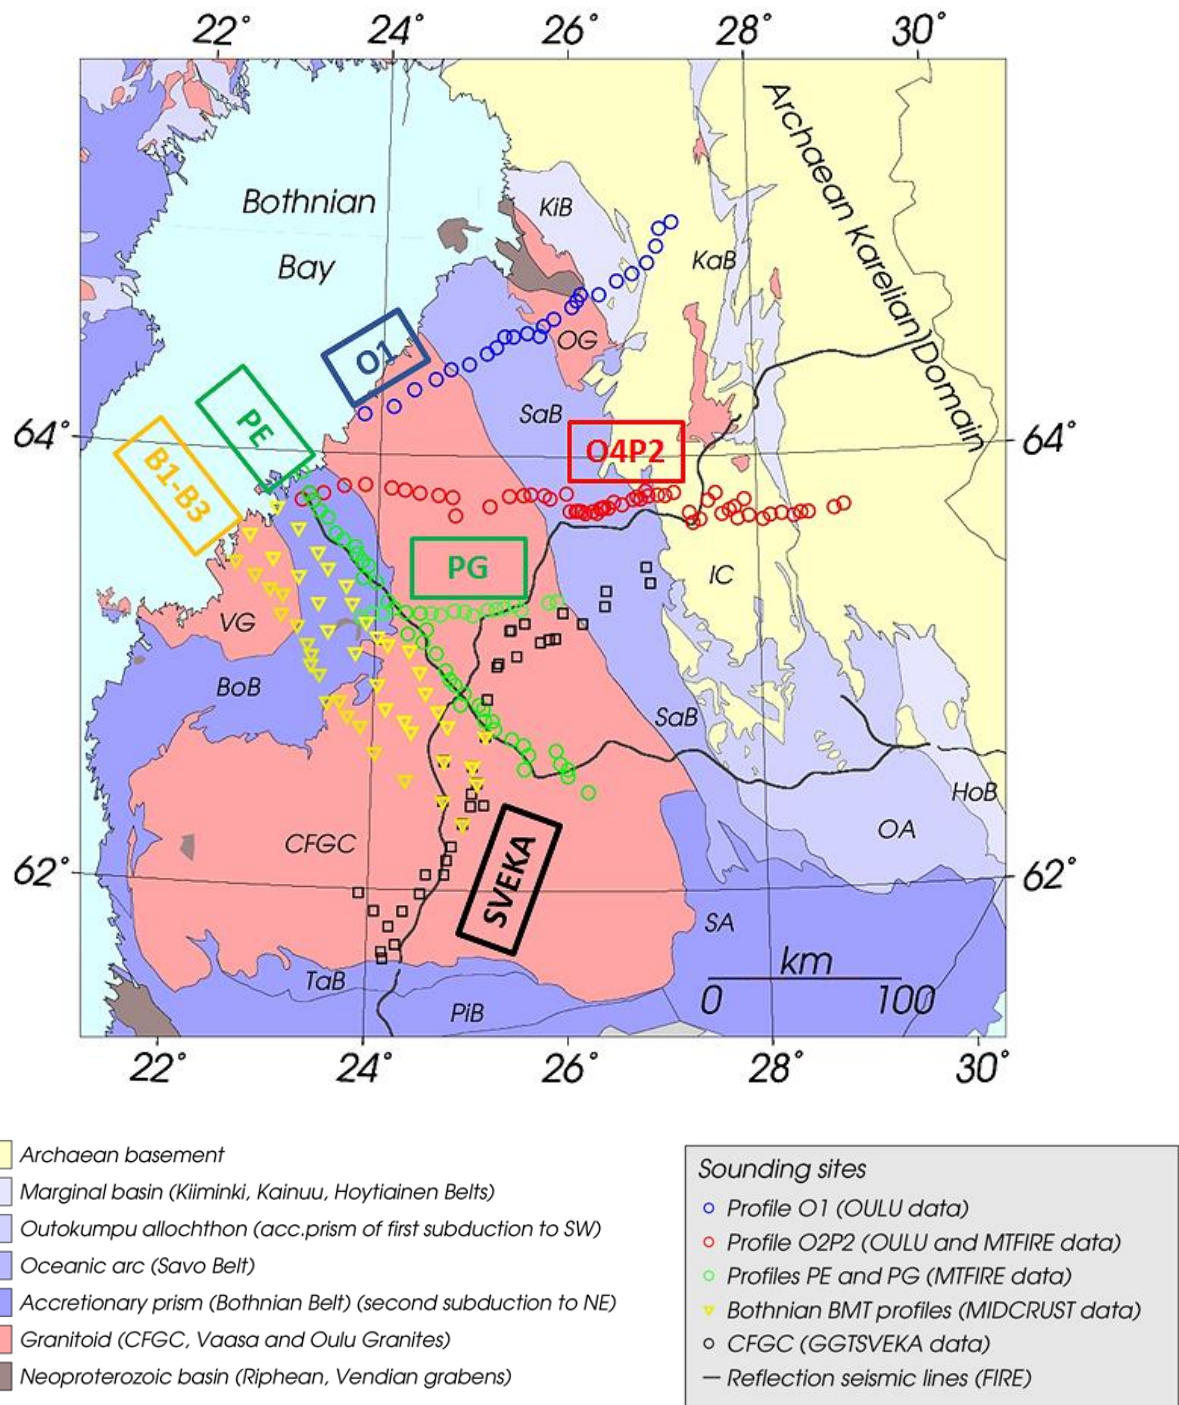 22° 24° 26° 28° 30°
Archaean Karelian Domain
Bothnian
Bay
KiB
KaB
O1
OG
PE
SaB
64° 64°
O4P2
B1-B3
PG
IC
VG
BoB
SaB
HoB
OA
CFGC
SVEKA
62° 62°
SA
km
TaB
0 100
PiB
22° 24° 26° 28° 30°
Archaean basement
Marginal basin (Kiiminki, Kainuu, Hoytiainen Belts)
Outokumpu allochthon (acc.prism of first subduction to SW)
Oceanic arc (Savo Belt)
Accretionary prism (Bothnian Belt) (second subduction to NE)
Granitoid (CFGC, Vaasa and Oulu Granites)
Neoproterozoic basin (Riphean, Vendian grabens)
Sounding sites
Profile O1 (OULU data)
Profile O2P2 (OULU and MTFIRE data)
Profiles PE and PG (MTFIRE data)
Bothnian BMT profiles (MIDCRUST data)
CFGC (GGTSVEKA data)
Reflection seismic lines (FIRE)